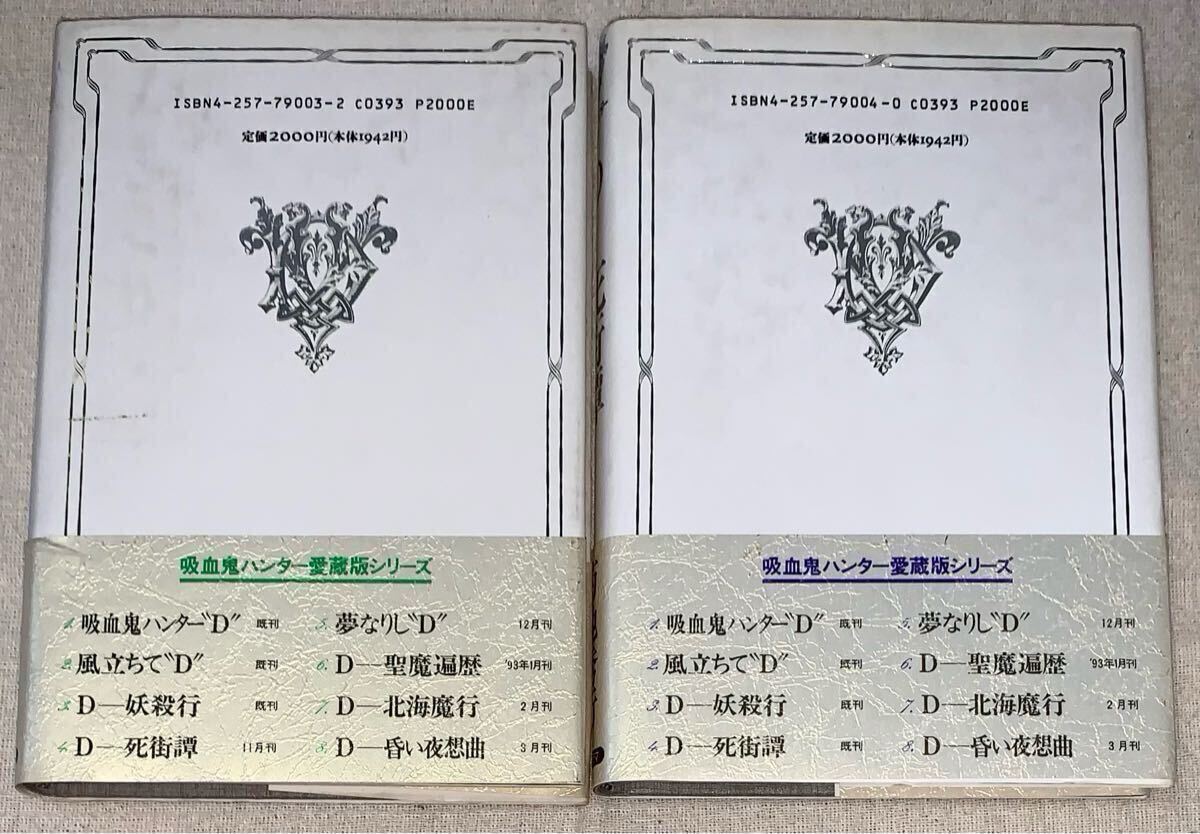 ISBN4-257-79003-2 C0393 P2000E
定価2000円(本体1942円)
吸血鬼ハンター愛蔵版シリーズ
1. 吸血鬼ハンター“D” 既刊
2. 風立ちて“D” 既刊
3. D—妖殺行 既刊
4. D—死街譚 11月刊
5. 夢なりし“D” 12月刊
6. D—聖魔遍歴 '93年1月刊
7. D—北海魔行 2月刊
8. D—昏い夜想曲 3月刊
ISBN4-257-79004-0 C0393 P2000E
定価2000円(本体1942円)
吸血鬼ハンター愛蔵版シリーズ
1. 吸血鬼ハンター“D” 既刊
2. 風立ちて“D” 既刊
3. D—妖殺行 既刊
4. D—死街譚 既刊
5. 夢なりし“D” 12月刊
6. D—聖魔遍歴 '93年1月刊
7. D—北海魔行 2月刊
8. D—昏い夜想曲 3月刊